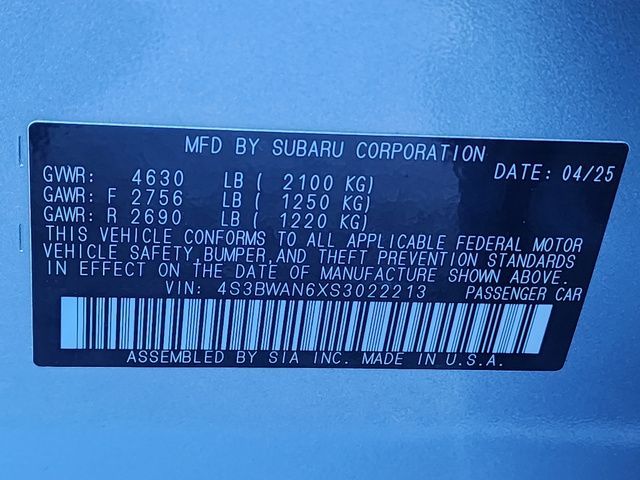 MFD BY SUBARU CORPORATION
DATE: 04/25
GVWR: 4630 LB ( 2100 KG)
GAWR: F 2756 LB ( 1250 KG)
GAWR: R 2690 LB ( 1220 KG)
THIS VEHICLE CONFORMS TO ALL APPLICABLE FEDERAL MOTOR
VEHICLE SAFETY,BUMPER,AND THEFT PREVENTION STANDARDS
IN EFFECT ON THE DATE OF MANUFACTURE SHOWN ABOVE.
VIN: 4S3BWAN6XS3022213 PASSENGER CAR
ASSEMBLED BY SIA INC. MADE IN U.S.A.